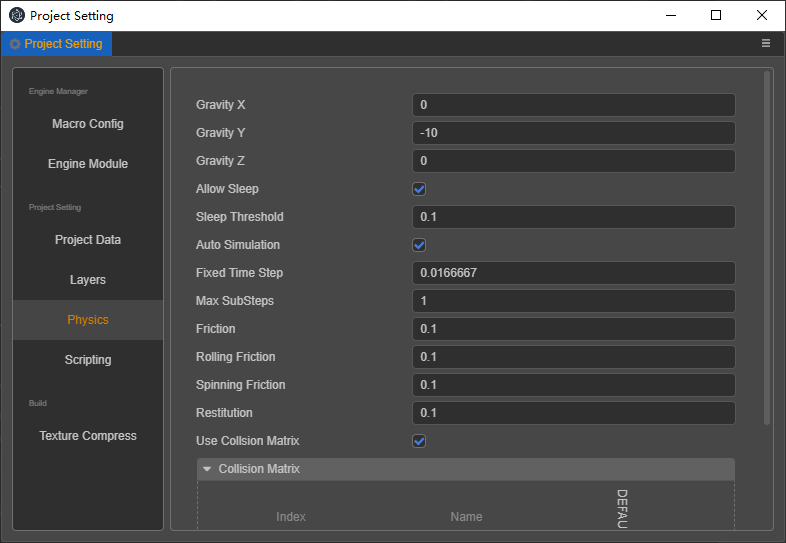 Project Setting
Project Setting
Engine Manager
Macro Config
Engine Module
Project Setting
Project Data
Layers
Physics
Scripting
Build
Texture Compress
Gravity X 0
Gravity Y -10
Gravity Z 0
Allow Sleep
Sleep Threshold 0.1
Auto Simulation
Fixed Time Step 0.0166667
Max SubSteps 1
Friction 0.1
Rolling Friction 0.1
Spinning Friction 0.1
Restitution 0.1
Use Collsion Matrix
Collision Matrix
Index Name DEFAU